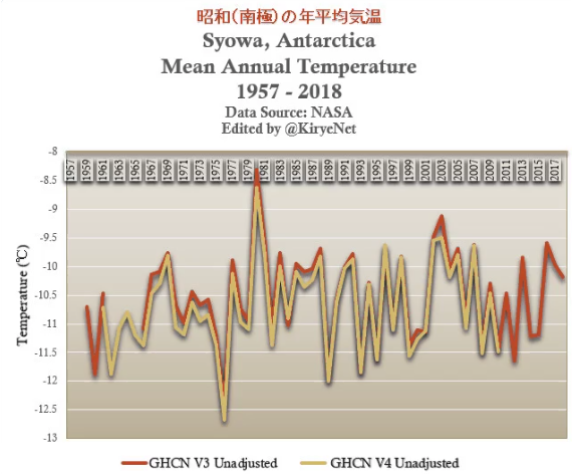 昭和(南極)の年平均気温
Syowa, Antarctica
Mean Annual Temperature
1957 - 2018
Data Source: NASA
Edited by @KiryeNet
-8
1957 1959 1961 1963 1965 1967 1969 1971 1973 1975 1977 1979 1981 1983 1985 1987 1989 1991 1993 1995 1997 1999 2001 2003 2005 2007 2009 2011 2013 2015 2017
-8.5
-9
-9.5
-10
-10.5
-11
-11.5
-12
-12.5
-13
Temperature (℃)
GHCN V3 Unadjusted
GHCN V4 Unadjusted